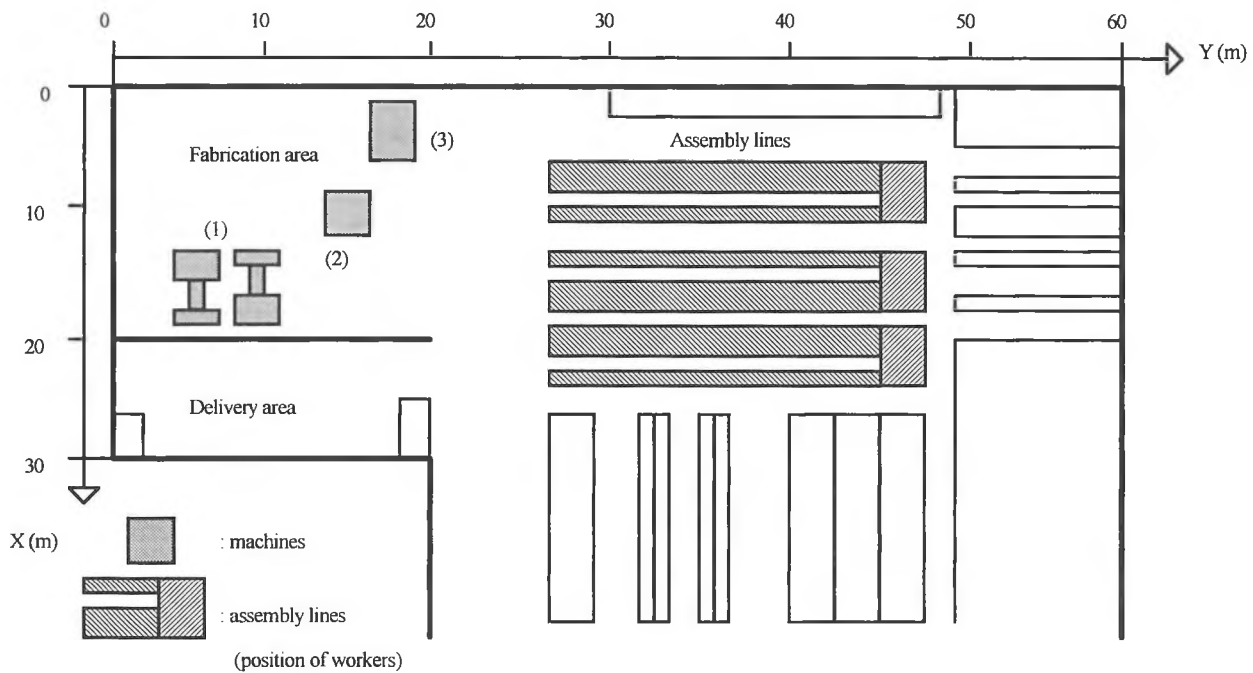 0 10 20 30 40 50 60
Y (m)
0
(3)
Assembly lines
Fabrication area
10
(1)
(2)
20
Delivery area
30
X (m)
: machines
: assembly lines
(position of workers)